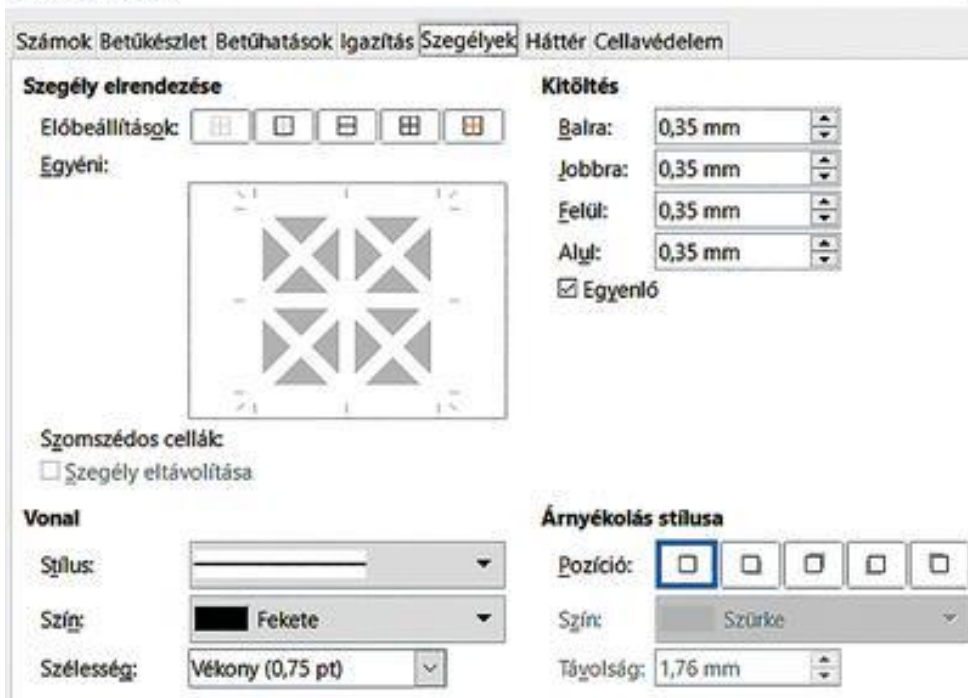 Számok Betűkészlet Betűhatások Igazítás Szegélyek Háttér Cellavédelem
Szegély elrendezése
Előbeállítások:
Egyéni:
Szomszédos cellák:
Szegély eltávolítása
Kitöltés
Balra: 0,35 mm
Jobbra: 0,35 mm
Felül: 0,35 mm
Alul: 0,35 mm
Egyenlő
Vonal
Stílus:
Szín: Fekete
Szélesség: Vékony (0,75 pt)
Árnyékolás stílusa
Pozíció:
Szín: Szürke
Távolság: 1,76 mm